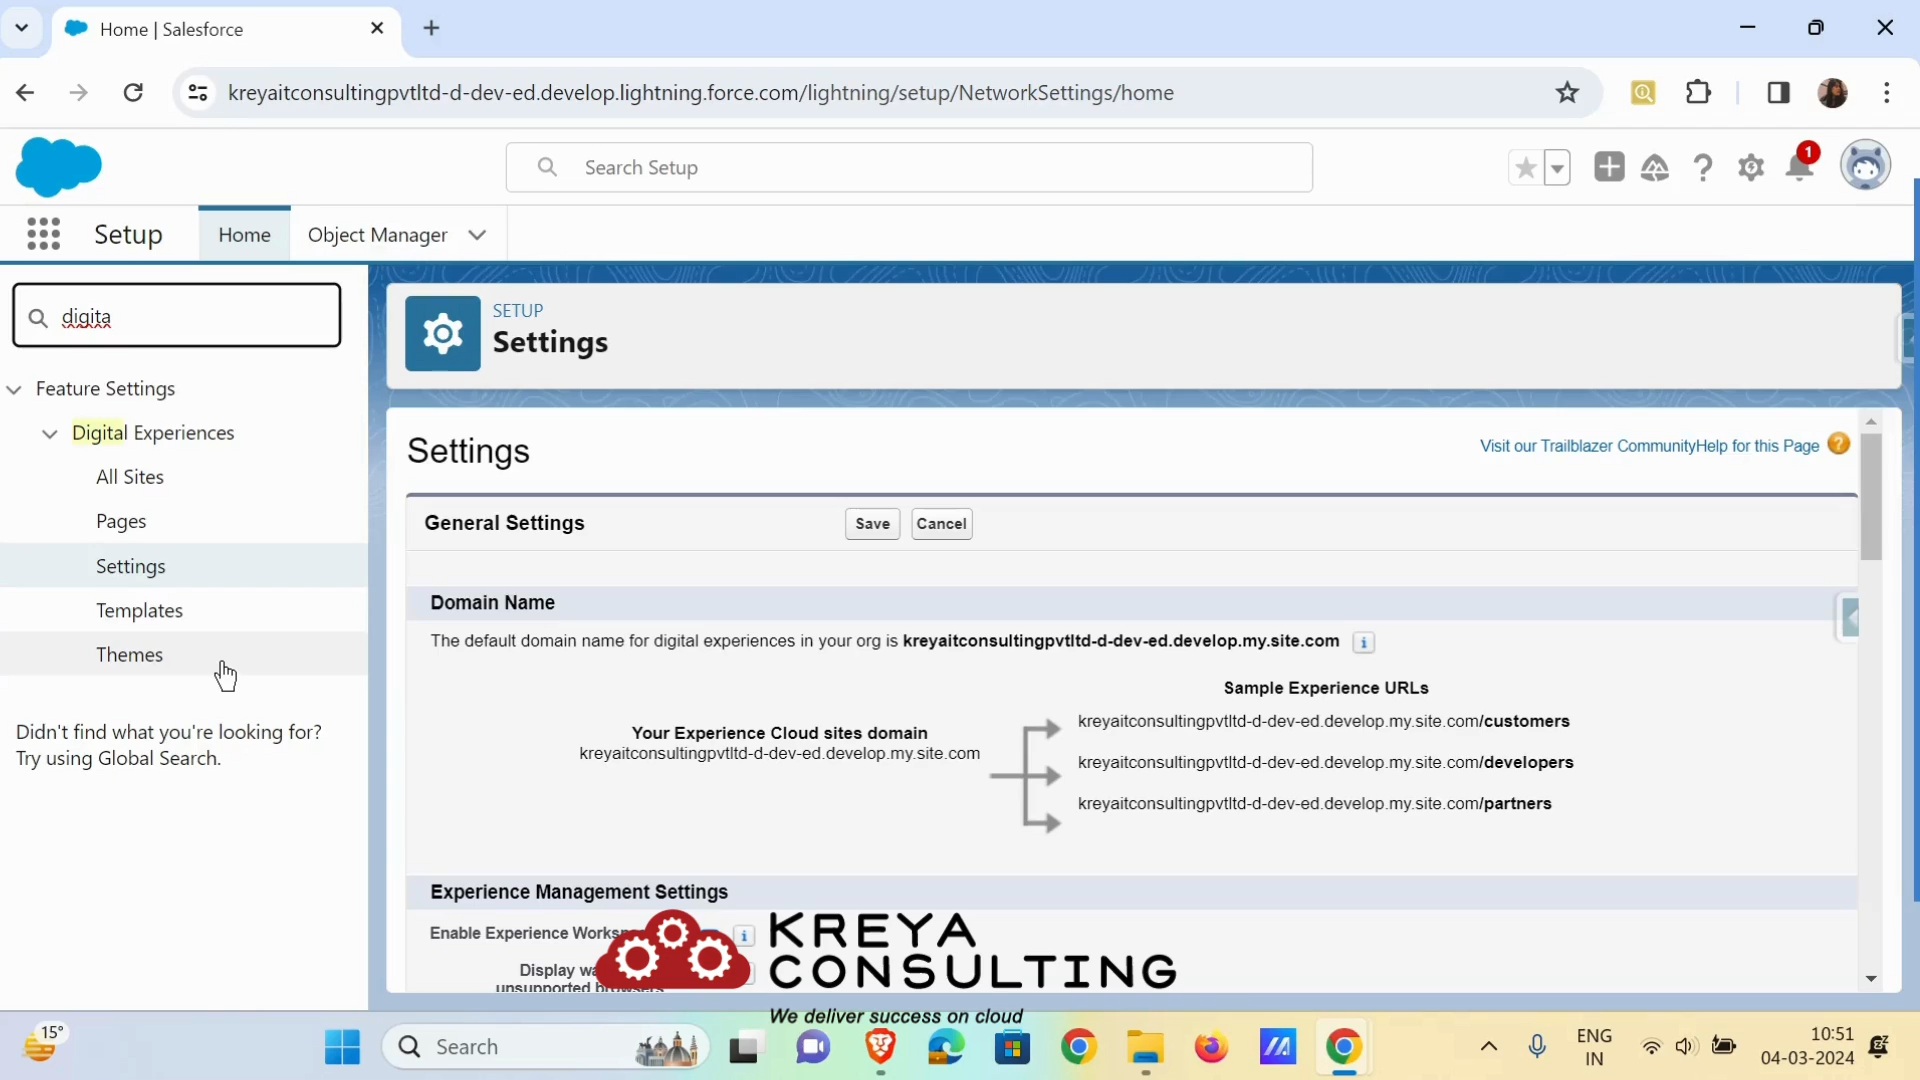 Home | Salesforce
kreyaitconsultingpvtltd-d-dev-ed.develop.lightning.force.com/lightning/setup/NetworkSettings/home
Search Setup
1
Setup
Home
Object Manager
digita
SETUP
Settings
Feature Settings
Digital Experiences
All Sites
Pages
Settings
Templates
Themes
Didn't find what you're looking for?
Try using Global Search.
Settings
Visit our Trailblazer Community Help for this Page
General Settings
Save
Cancel
Domain Name
The default domain name for digital experiences in your org is kreyaitconsultingpvtltd-d-dev-ed.develop.my.site.com
Sample Experience URLs
Your Experience Cloud sites domain
kreyaitconsultingpvtltd-d-dev-ed.develop.my.site.com
kreyaitconsultingpvtltd-d-dev-ed.develop.my.site.com/customers
kreyaitconsultingpvtltd-d-dev-ed.develop.my.site.com/developers
kreyaitconsultingpvtltd-d-dev-ed.develop.my.site.com/partners
Experience Management Settings
Enable Experience
Display
unsupported
KREYA
CONSULTING
We deliver success on cloud
15°
Search
ENG
IN
10:51
04-03-2024